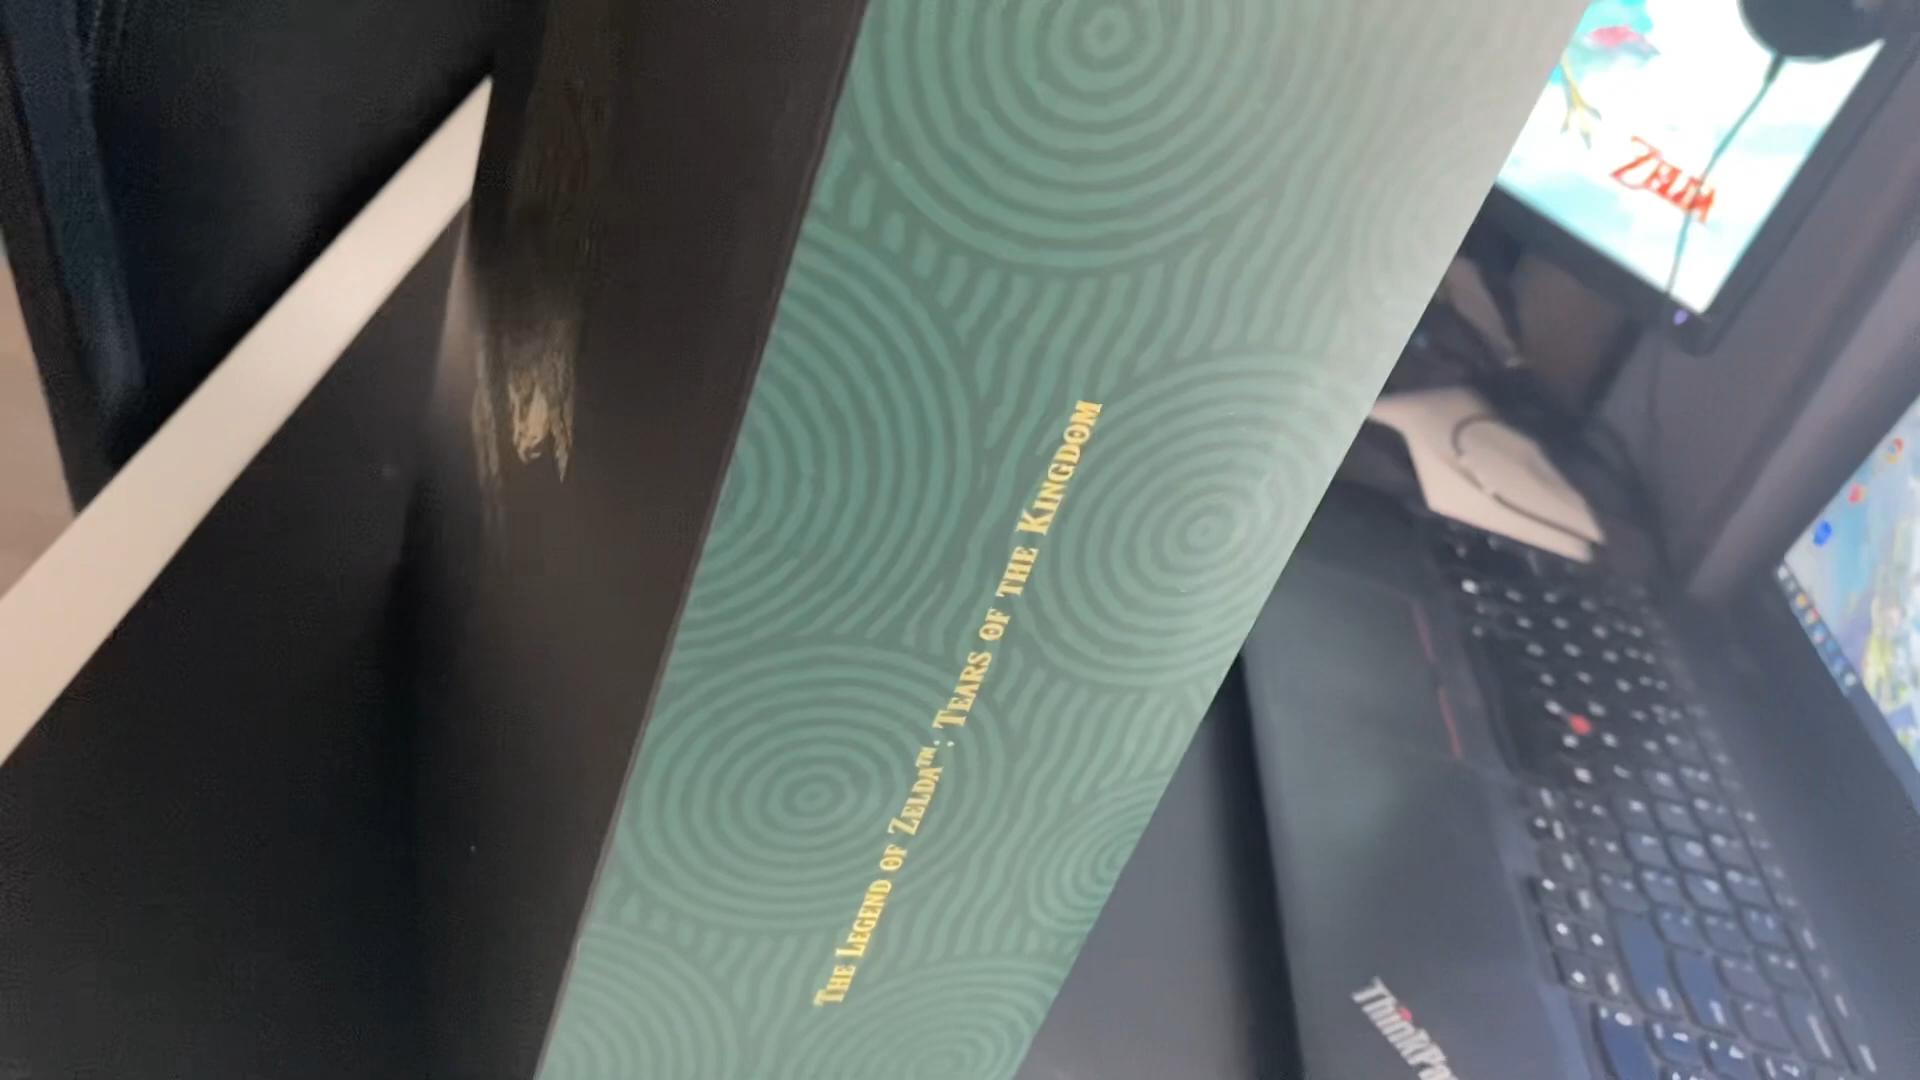 The Legend of Zelda™: Tears of the Kingdom
ZELDA
ThinkPad